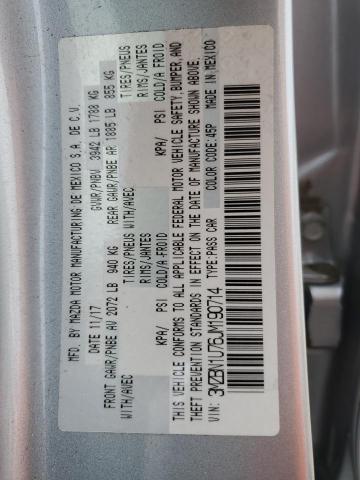 MFD. BY MAZDA MOTOR MANUFACTURING DE MEXICO S.A. DE C.V.
DATE 11/17 GVWR/PNBV 3942 LB 1788 KG
FRONT GAWR/PNBE AV 2072 LB 940 KG REAR GAWR/PNBE AR 1885 LB 855 KG
WITH/AVEC TIRES/PNEUS WITH/AVEC TIRES/PNEUS
RIMS/JANTES RIMS/JANTES
KPA/ PSI COLD/A FROID KPA/ PSI COLD/A FROID
THIS VEHICLE CONFORMS TO ALL APPLICABLE FEDERAL MOTOR VEHICLE SAFETY, BUMPER, AND
THEFT PREVENTION STANDARDS IN EFFECT ON THE DATE OF MANUFACTURE SHOWN ABOVE.
VIN: 3MZBN1U76JM190714 TYPE: PASS CAR COLOR CODE: 45P MADE IN MEXICO